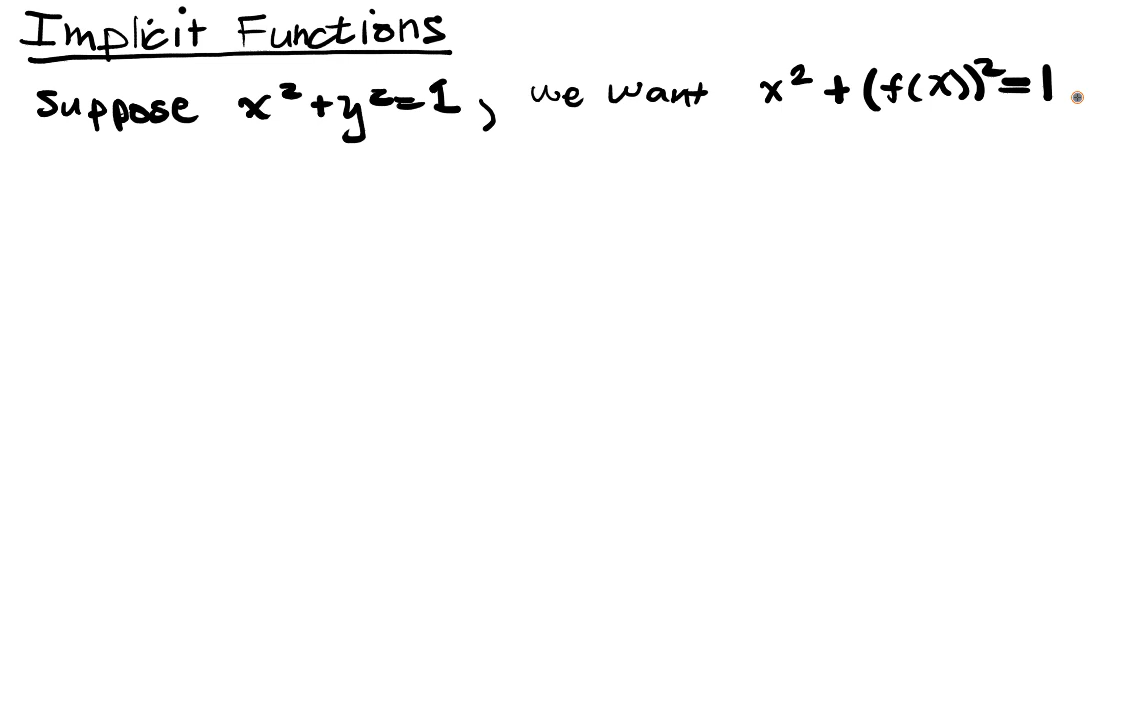 Implicit Functions
Suppose x²+y²=1, we want x²+(f(x))²=1.